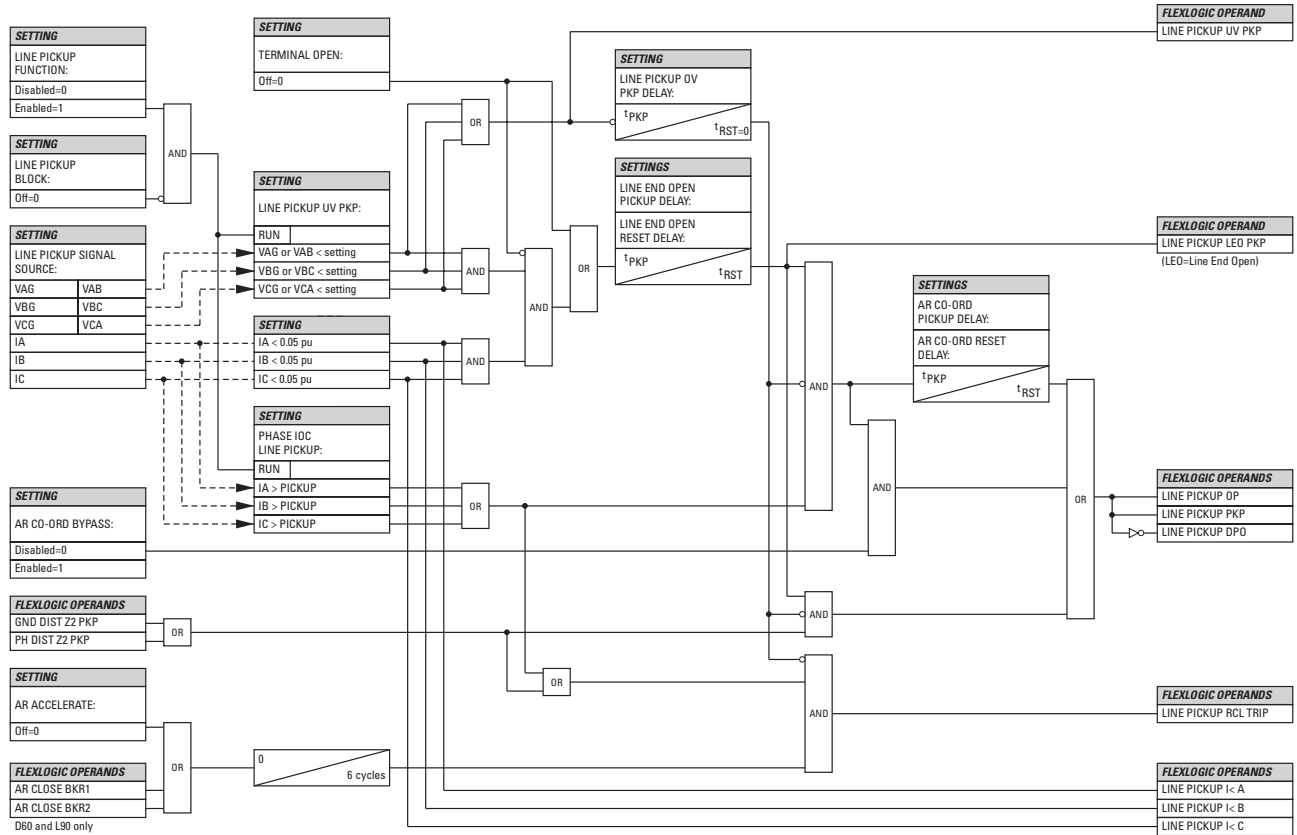 SETTING
LINE PICKUP
FUNCTION:
Disabled=0
Enabled=1
SETTING
LINE PICKUP
BLOCK:
Off=0
AND
SETTING
LINE PICKUP SIGNAL
SOURCE:
VAG VAB
VBG VBC
VCG VCA
IA
IB
IC
SETTING
AR CO-ORD BYPASS:
Disabled=0
Enabled=1
FLEXLOGIC OPERANDS
GND DIST Z2 PKP
PH DIST Z2 PKP
OR
SETTING
AR ACCELERATE:
Off=0
FLEXLOGIC OPERANDS
AR CLOSE BKR1
AR CLOSE BKR2
D60 and L90 only
OR
SETTING
TERMINAL OPEN:
Off=0
SETTING
LINE PICKUP UV PKP:
RUN
VAG or VAB < setting
VBG or VBC < setting
VCG or VCA < setting
SETTING
IA < 0.05 pu
IB < 0.05 pu
IC < 0.05 pu
SETTING
PHASE IOC
LINE PICKUP:
RUN
IA > PICKUP
IB > PICKUP
IC > PICKUP
0
6 cycles
OR
AND
AND
OR
AND
OR
OR
SETTING
LINE PICKUP OV
PKP DELAY:
tPKP
tRST=0
SETTINGS
LINE END OPEN
PICKUP DELAY:
LINE END OPEN
RESET DELAY:
tPKP
tRST
AND
AND
AND
AND
SETTINGS
AR CO-ORD
PICKUP DELAY:
AR CO-ORD RESET
DELAY:
tPKP
tRST
OR
FLEXLOGIC OPERAND
LINE PICKUP UV PKP
FLEXLOGIC OPERAND
LINE PICKUP LEO PKP
(LEO=Line End Open)
FLEXLOGIC OPERANDS
LINE PICKUP OP
LINE PICKUP PKP
LINE PICKUP DPO
FLEXLOGIC OPERANDS
LINE PICKUP RCL TRIP
FLEXLOGIC OPERANDS
LINE PICKUP I< A
LINE PICKUP I< B
LINE PICKUP I< C